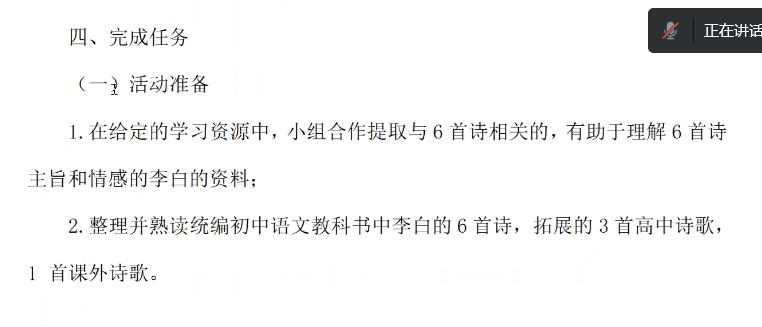 四、完成任务
正在讲话
（一）活动准备
1.在给定的学习资源中，小组合作提取与 6 首诗相关的，有助于理解 6 首诗
主旨和情感的李白的资料；
2.整理并熟读统编初中语文教科书中李白的 6 首诗，拓展的 3 首高中诗歌，
1 首课外诗歌。